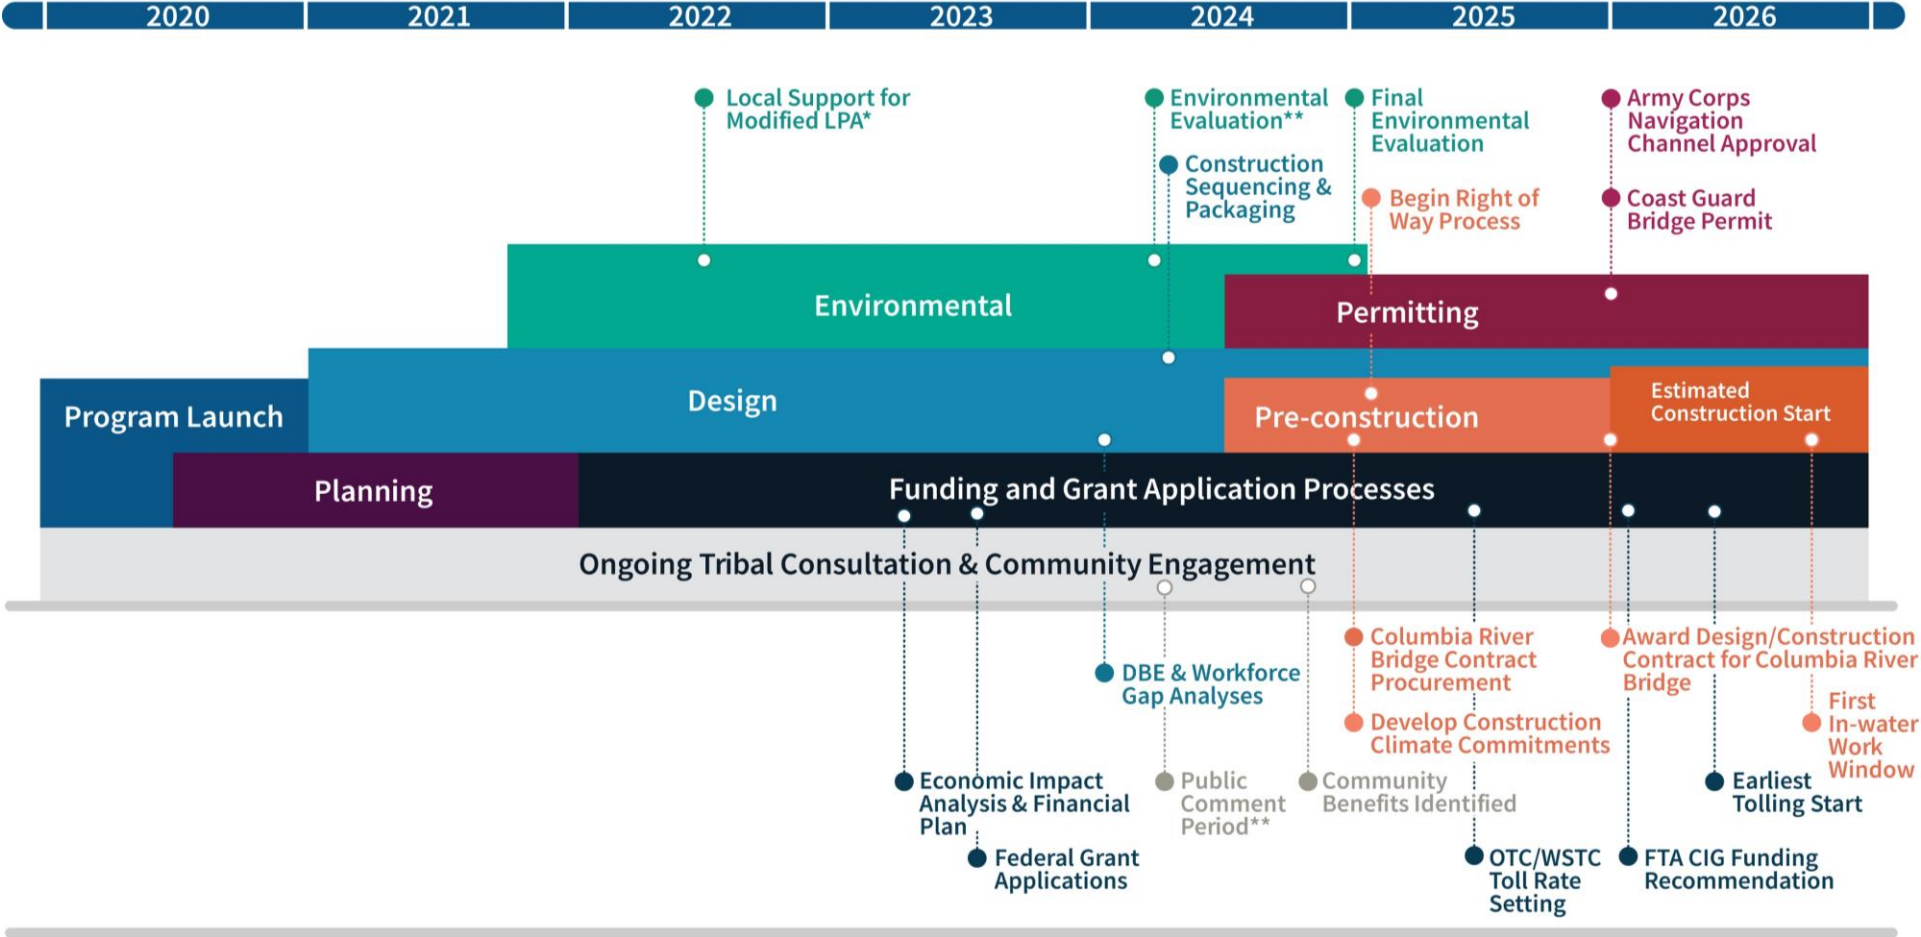 2020
2021
2022
2023
2024
2025
2026
Local Support for
Modified LPA*
Environmental
Evaluation**
Final
Environmental
Evaluation
Army Corps
Navigation
Channel Approval
Construction
Sequencing &
Packaging
Begin Right of
Way Process
Coast Guard
Bridge Permit
Environmental
Permitting
Program Launch
Design
Pre-construction
Estimated
Construction Start
Planning
Funding and Grant Application Processes
Ongoing Tribal Consultation & Community Engagement
DBE & Workforce
Gap Analyses
Columbia River
Bridge Contract
Procurement
Award Design/Construction
Contract for Columbia River
Bridge
Develop Construction
Climate Commitments
First
In-water
Work
Window
Economic Impact
Analysis & Financial
Plan
Public
Comment
Period**
Community
Benefits Identified
Earliest
Tolling Start
Federal Grant
Applications
OTC/WSTC
Toll Rate
Setting
FTA CIG Funding
Recommendation